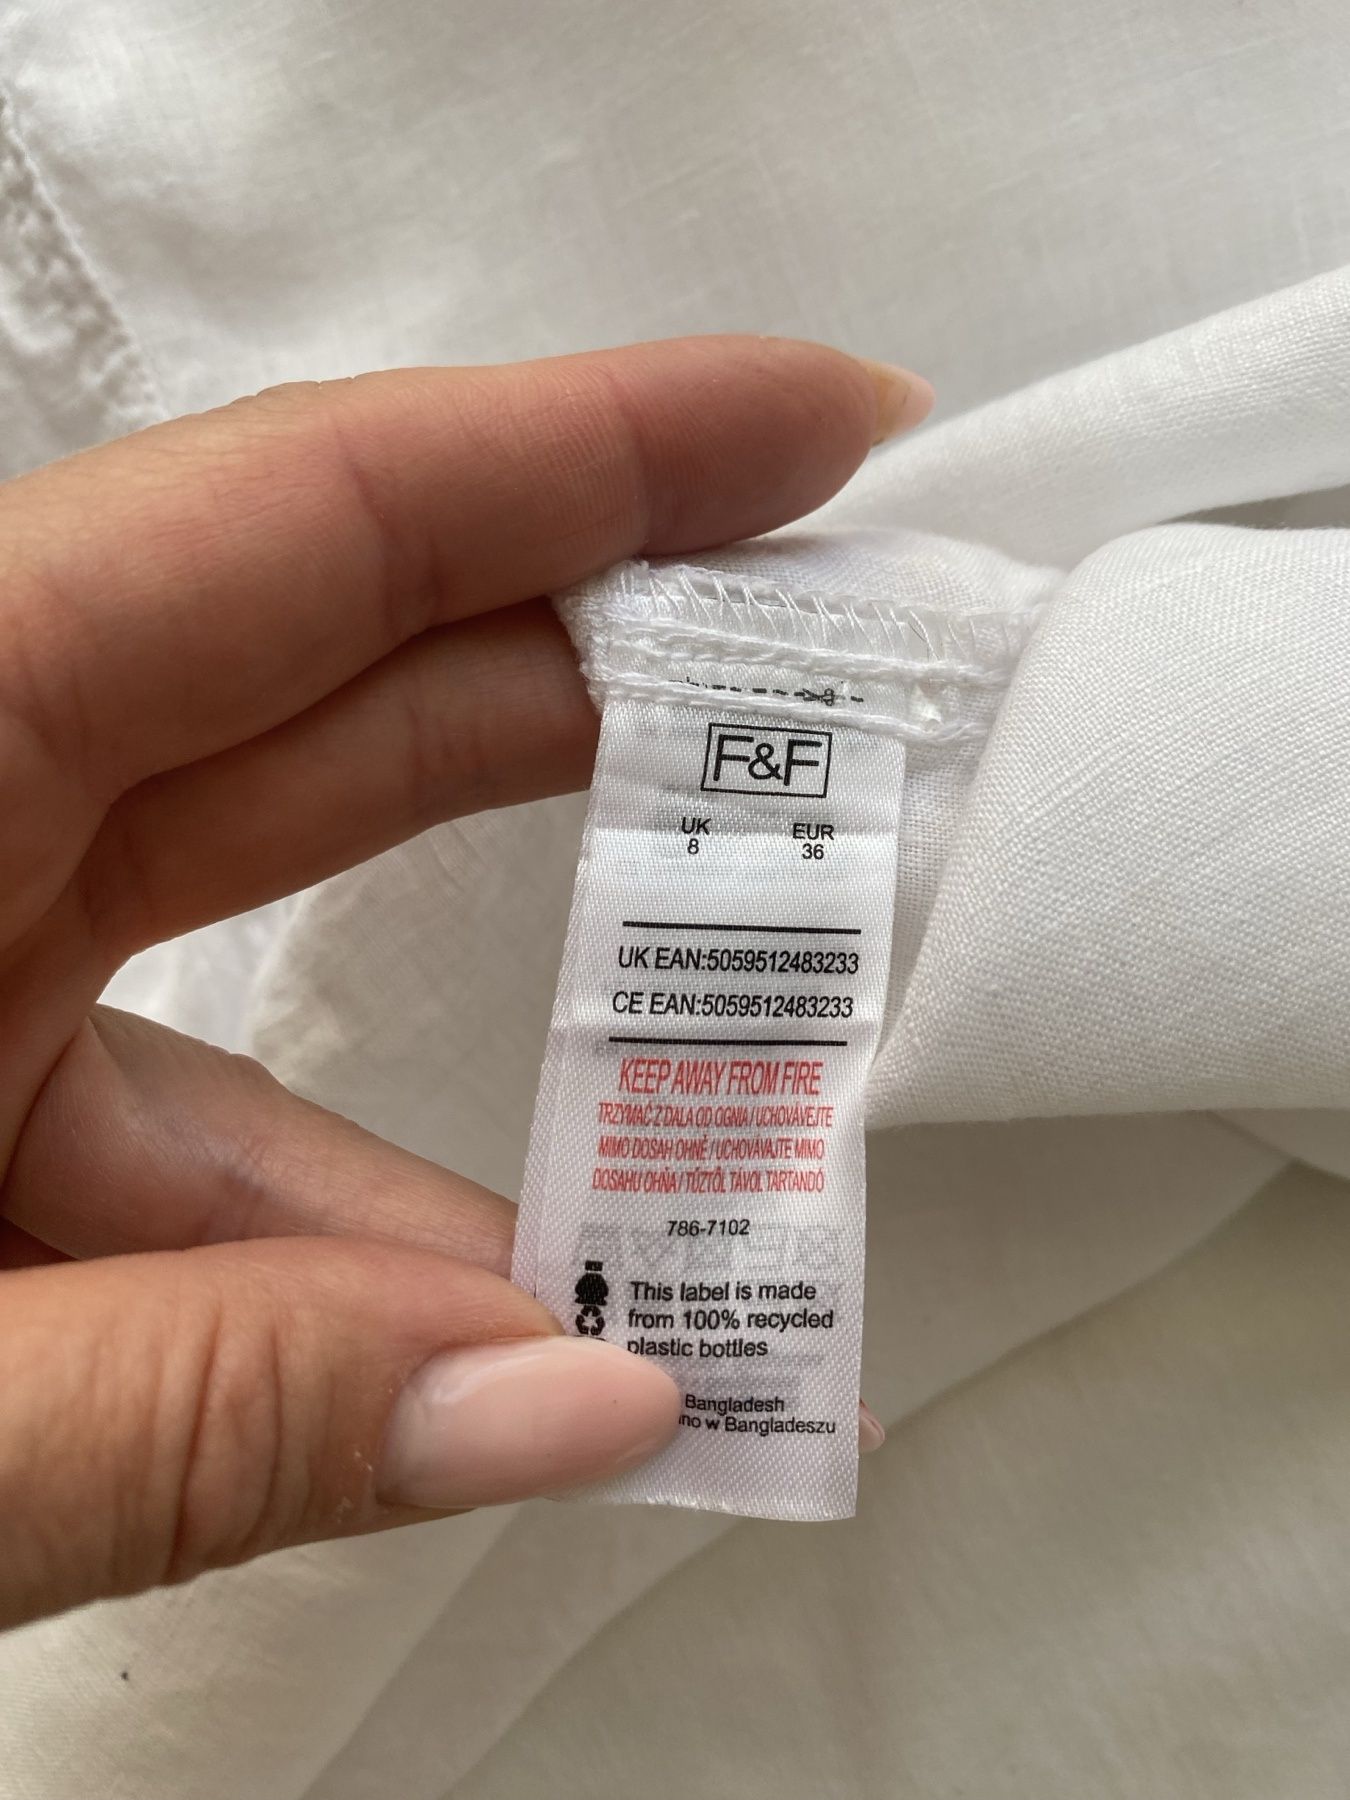 F&F
UK EUR
8 36
UK EAN:5059512483233
CE EAN:5059512483233
KEEP AWAY FROM FIRE
TRZYMAĆ Z DALA OD OGNIA / UCHOVÁVEJTE
MIMO DOSAH OHNĚ / UCHOVÁVAJTE MIMO
DOSAHU OHŇA / TŰZTŐL TÁVOL TARTANDÓ
786-7102
This label is made
from 100% recycled
plastic bottles
Bangladesh
w Bangladeszu